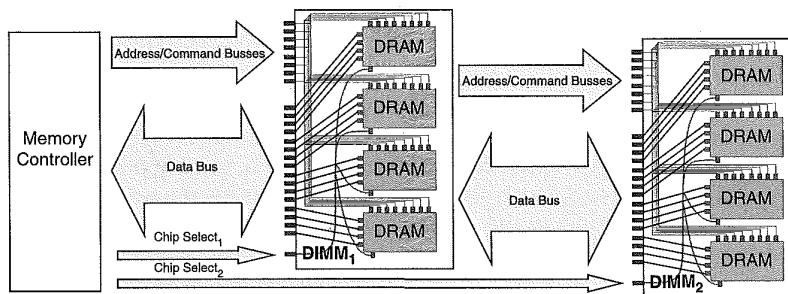 Memory
Controller
Address/Command Busses
Data Bus
Chip Select1
Chip Select2
DRAM
DRAM
DRAM
DRAM
DIMM1
Address/Command Busses
Data Bus
DRAM
DRAM
DRAM
DRAM
DIMM2